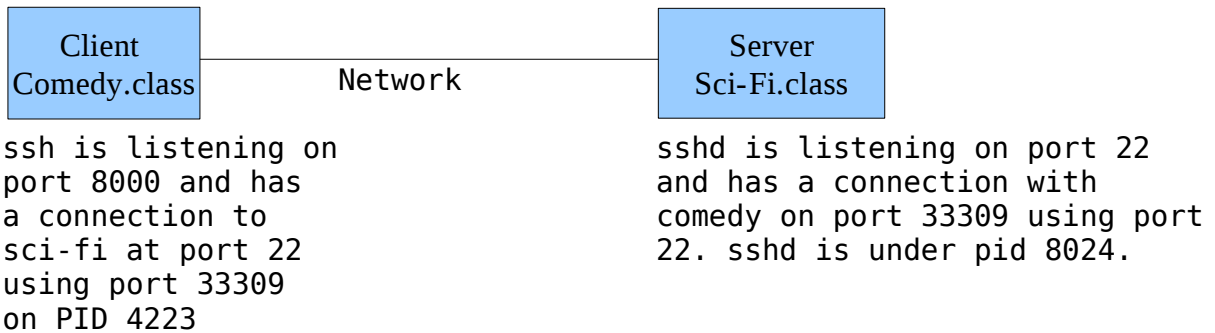 Client
Comedy.class
Network
Server
Sci-Fi.class
ssh is listening on
port 8000 and has
a connection to
sci-fi at port 22
using port 33309
on PID 4223
sshd is listening on port 22
and has a connection with
comedy on port 33309 using port
22. sshd is under pid 8024.